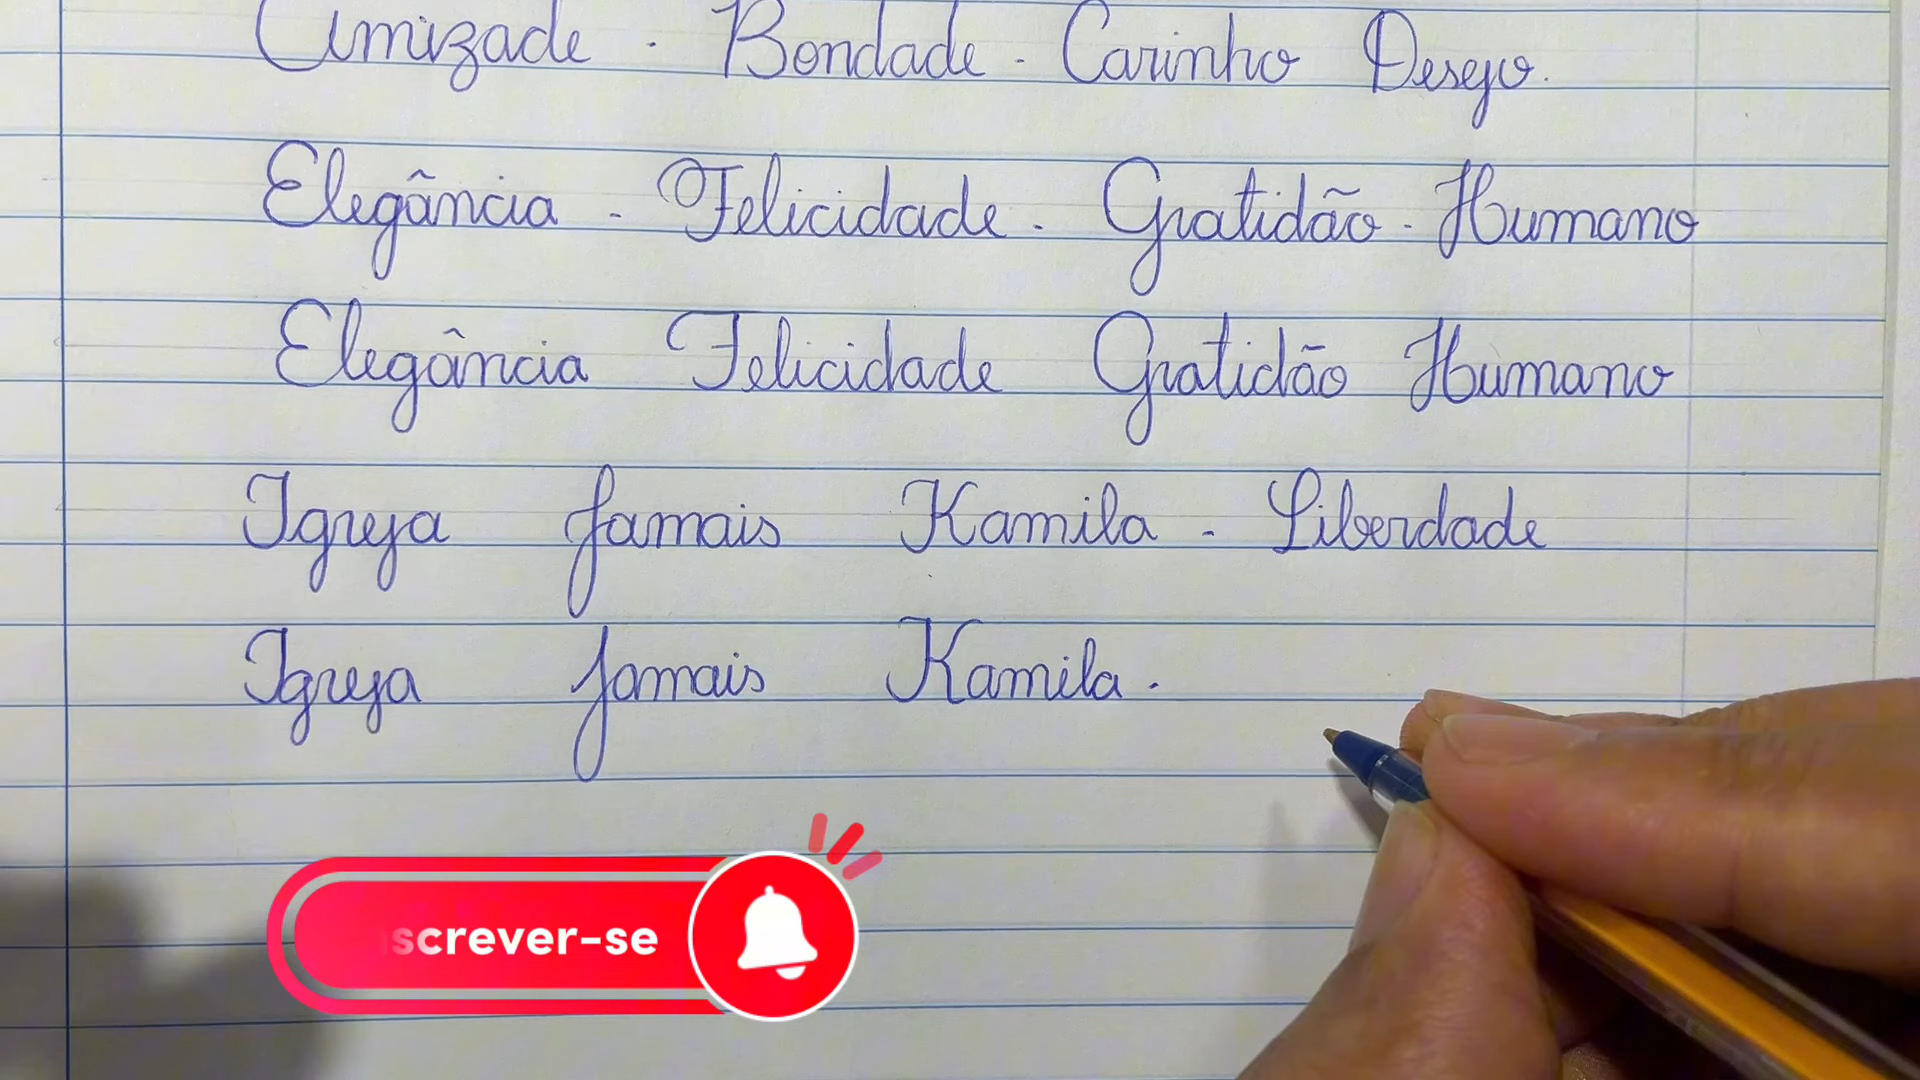 Amizade . Bondade - Carinho Desejo.
Elegância - Felicidade - Gratidão - Humano
Elegância Felicidade Gratidão Humano
Igreja Jamais Kamila - Liberdade
Igreja Jamais Kamila.
screver-se